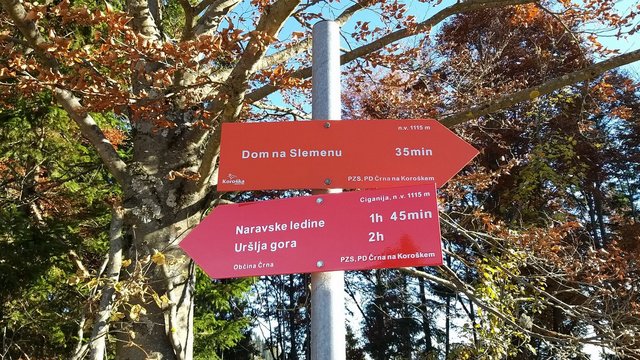 n.v. 1115 m
Dom na Slemenu 35min
Koroška
PZS, PD Črna na Koroškem
Ciganija, n.v. 1115 m
Naravske ledine 1h 45min
Uršlja gora 2h
Občina Črna PZS, PD Črna na Koroškem